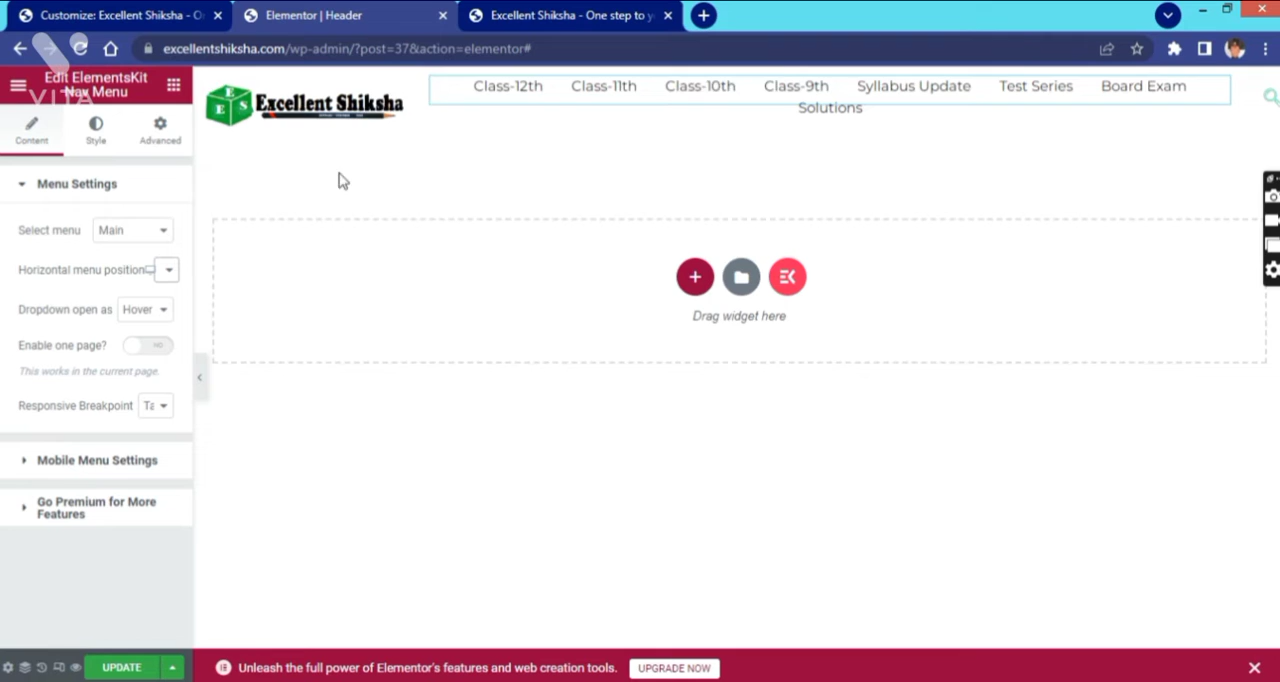 Customize: Excellent Shiksha - O
Elementor | Header
Excellent Shiksha - One step to y
excellentshiksha.com/wp-admin/?post=37&action=elementor#
Edit ElementsKit
Nav Menu
VITA
Content
Style
Advanced
E
E S
Excellent Shiksha
Class-12th
Class-11th
Class-10th
Class-9th
Syllabus Update
Test Series
Board Exam
Solutions
Menu Settings
Select menu
Main
Horizontal menu position
Dropdown open as
Hover
Enable one page?
NO
This works in the current page.
Responsive Breakpoint
Ta
Mobile Menu Settings
Go Premium for More
Features
Drag widget here
UPDATE
Unleash the full power of Elementor's features and web creation tools.
UPGRADE NOW